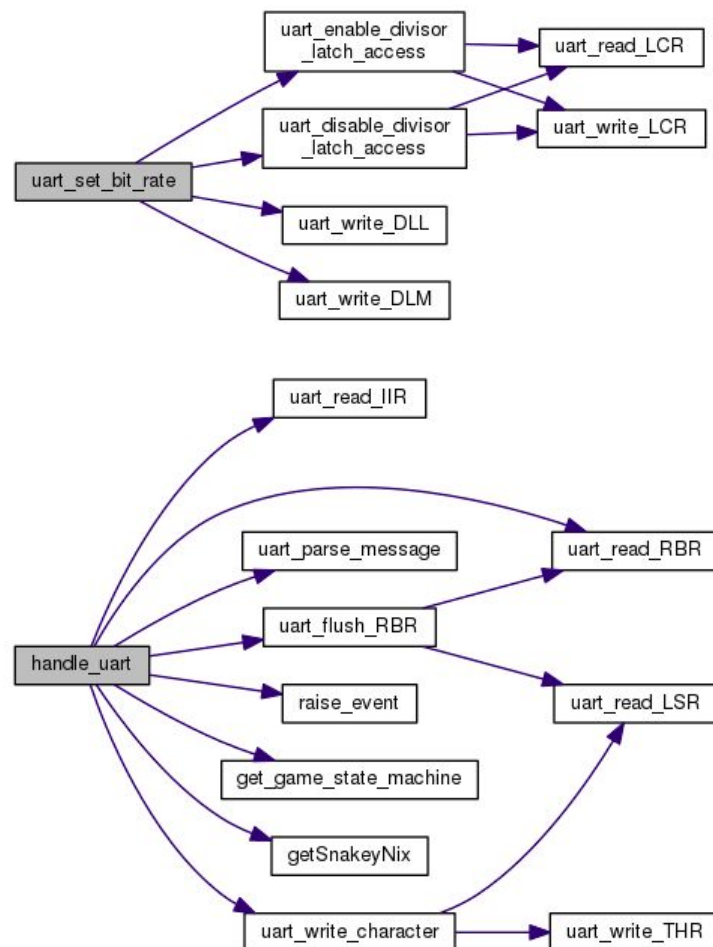 uart_enable_divisor
_latch_access
uart_read_LCR
uart_disable_divisor
_latch_access
uart_write_LCR
uart_set_bit_rate
uart_write_DLL
uart_write_DLM
uart_read_IIR
uart_parse_message
uart_read_RBR
uart_flush_RBR
handle_uart
raise_event
uart_read_LSR
get_game_state_machine
getSnakeyNix
uart_write_character
uart_write_THR